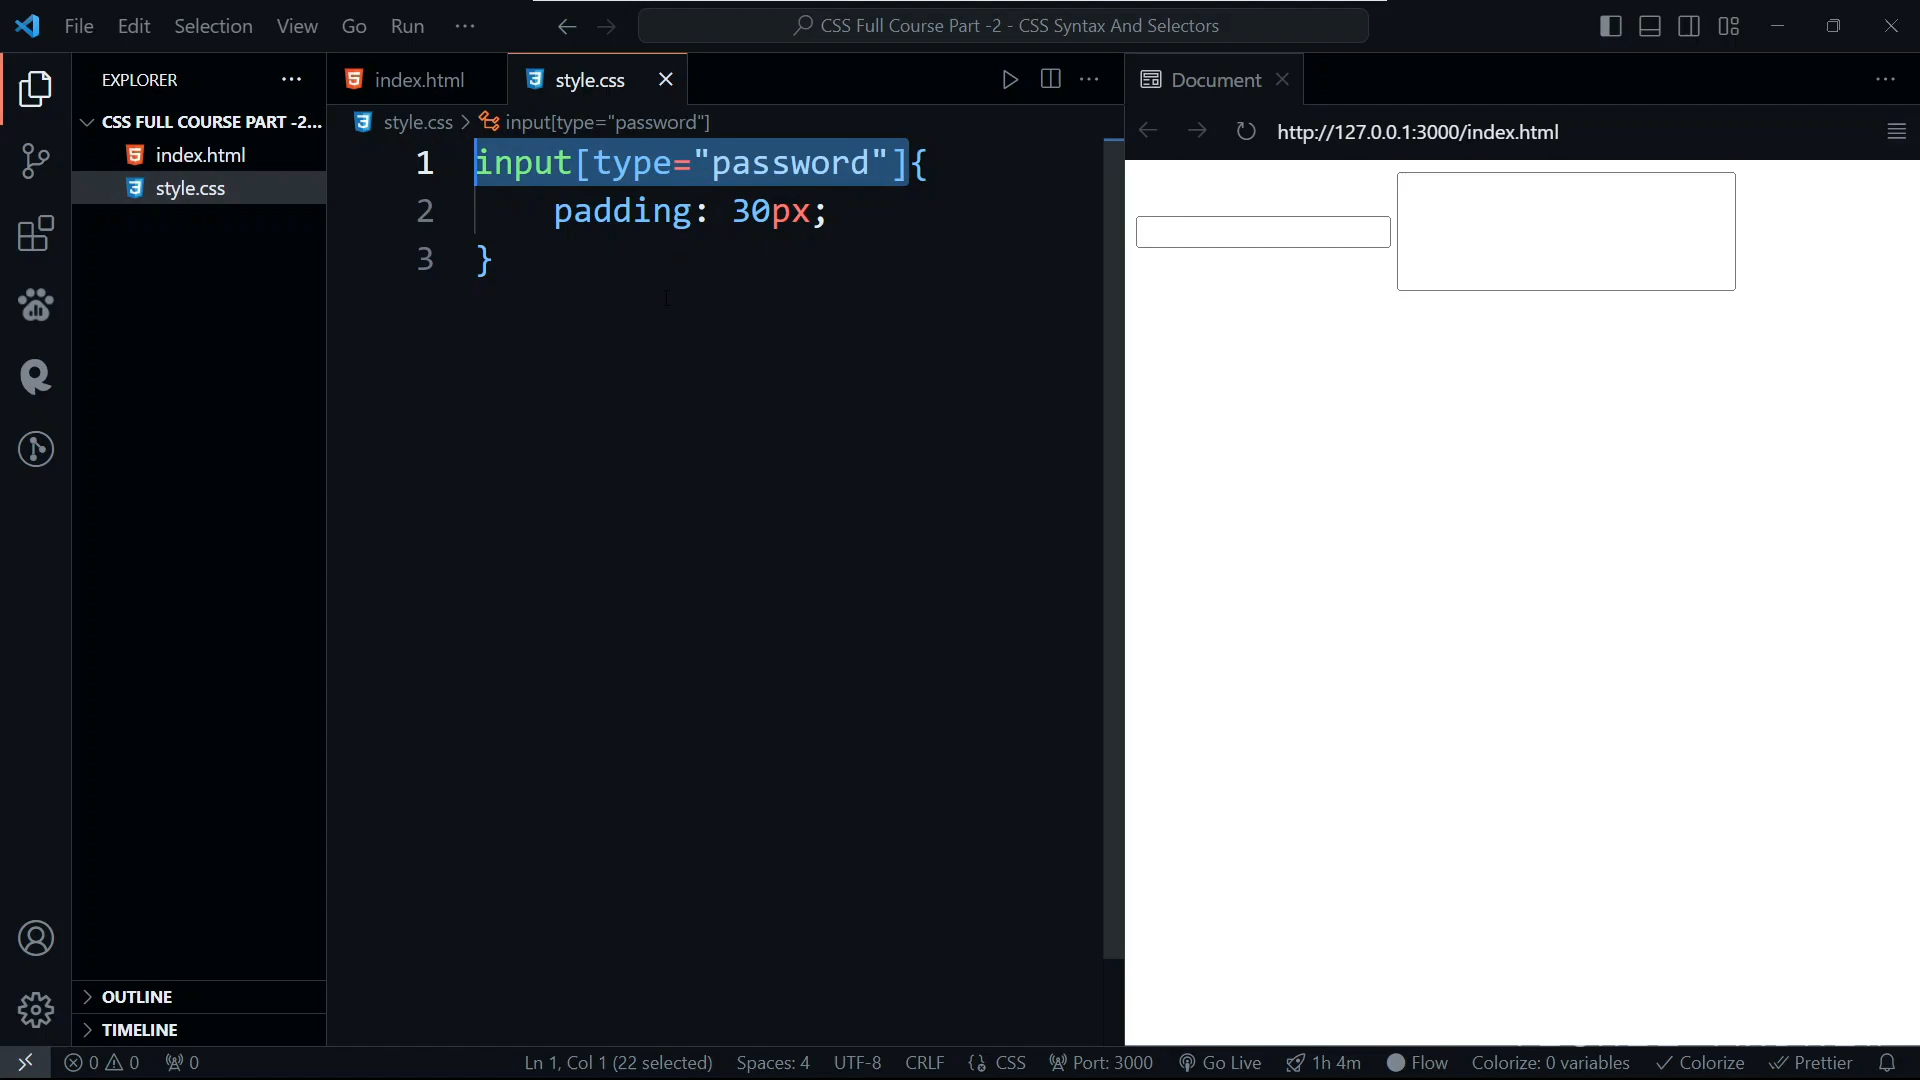 File Edit Selection View Go Run ··· CSS Full Course Part -2 - CSS Syntax And Selectors
EXPLORER ···
CSS FULL COURSE PART -2...
index.html
style.css
index.html style.css
style.css > input[type="password"]
1 input[type="password"]{
2 padding: 30px;
3 }
Document
http://127.0.0.1:3000/index.html
OUTLINE
TIMELINE
0 0 0 Ln 1, Col 1 (22 selected) Spaces: 4 UTF-8 CRLF {} CSS Port: 3000 Go Live 1h 4m Flow Colorize: 0 variables Colorize Prettier